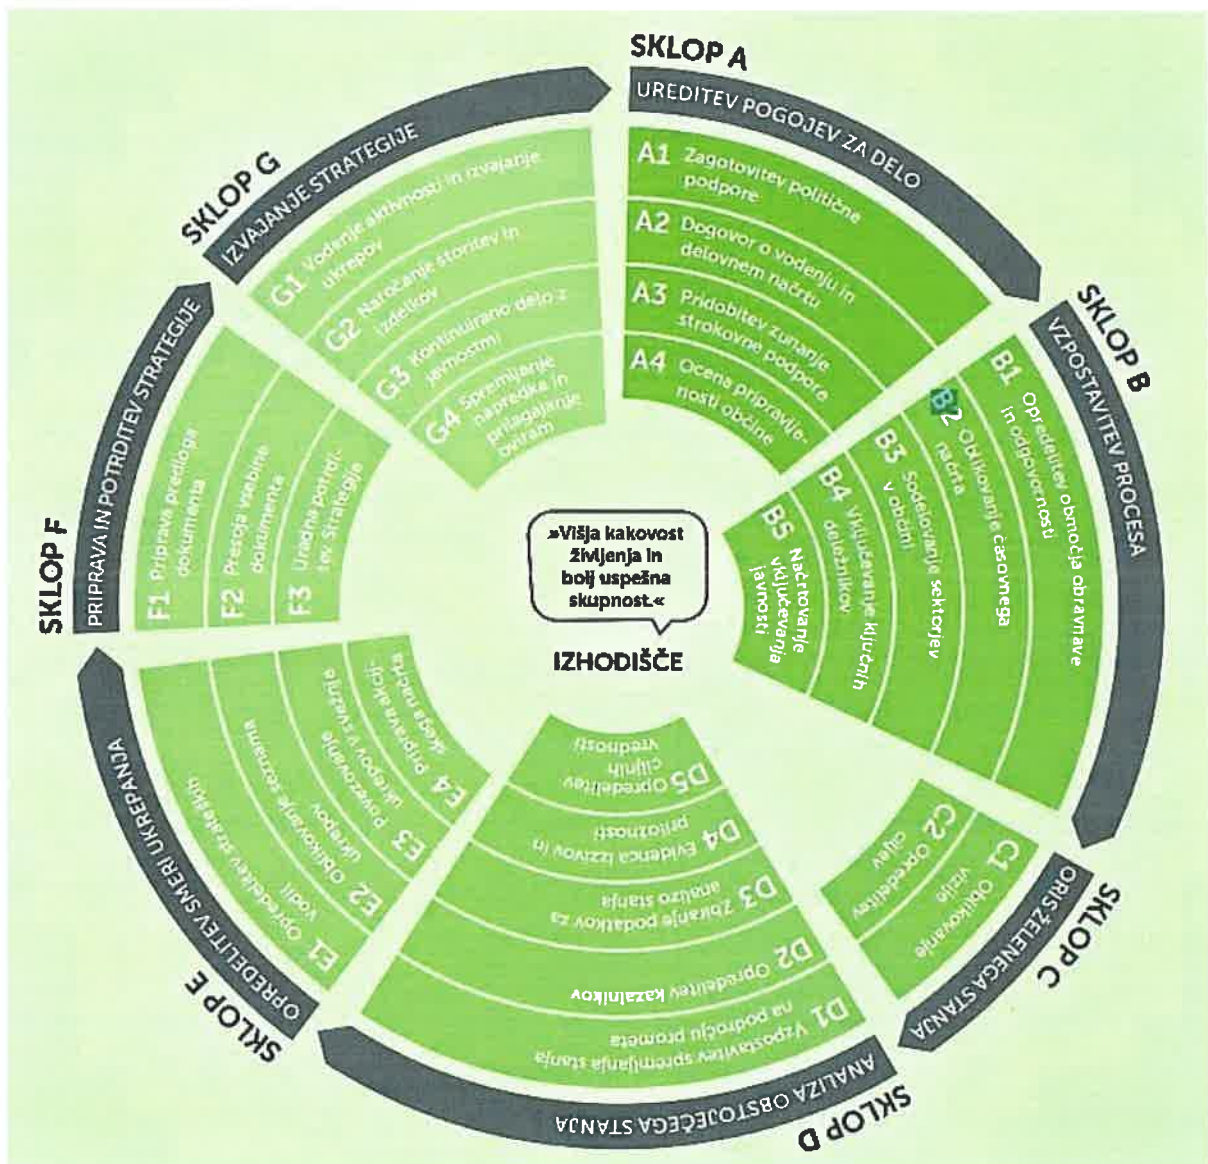 SKLOP A
UREDITEV POGOJEV ZA DELO
A1 Zagotovitev politične
podpore
A2 Dogovor o vodenju in
delovnem načrtu
A3 Pridobitev zunanje
strokovne podpore
A4 Ocena pripravlje-
nosti občine
SKLOP B
VZPOSTAVITEV PROCESA
B1 Opredelitev območja obravnave
in odgovornosti
B2 Oblikovanje časovnega
načrta
B3 Sodelovanje sektorjev
v občini
B4 Vključevanje ključnih
deležnikov
B5 Načrtovanje
vključevanja
javnosti
SKLOP C
ORIS ŽELENEGA STANJA
C1 Oblikovanje
vizije
C2 Opredelitev
ciljev
SKLOP D
ANALIZA OBSTOJEČEGA STANJA
D1 Vzpostavitev spremljanja stanja
na področju prometa
D2 Opredelitev kazalnikov
D3 Zbiranje podatkov za
analizo stanja
D4 Evidenca izzivov in
priložnosti
D5 Opredelitev
ciljnih
vrednosti
SKLOP E
OPREDELITEV SMERI UKREPANJA
E1 Opredelitev strateških
vodil
E2 Oblikovanje seznama
ukrepov
E3 Povezovanje
ukrepov v svežnje
E4 Priprava akcij-
skega načrta
SKLOP F
PRIPRAVA IN POTRDITEV STRATEGIJE
F1 Priprava predloga
dokumenta
F2 Presoja vsebine
dokumenta
F3 Uradna potrdi-
tev Strategije
SKLOP G
IZVAJANJE STRATEGIJE
G1 Vodenje aktivnosti in izvajanje
ukrepov
G2 Naročanje storitev in
izdelkov
G3 Kontinuirano delo z
javnostmi
G4 Spremljanje
napredka in
prilagajanje
oviram
»Višja kakovost
življenja in
bolj uspešna
skupnost.«
IZHODIŠČE